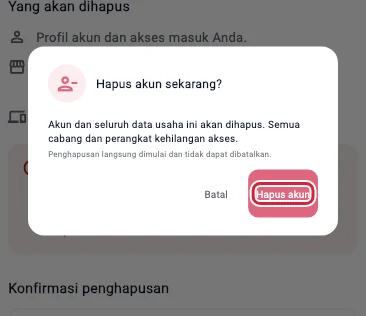 Yang akan dihapus
Profil akun dan akses masuk Anda.
Hapus akun sekarang?
Akun dan seluruh data usaha ini akan dihapus. Semua
cabang dan perangkat kehilangan akses.
Penghapusan langsung dimulai dan tidak dapat dibatalkan.
Batal
Hapus akun
Konfirmasi penghapusan